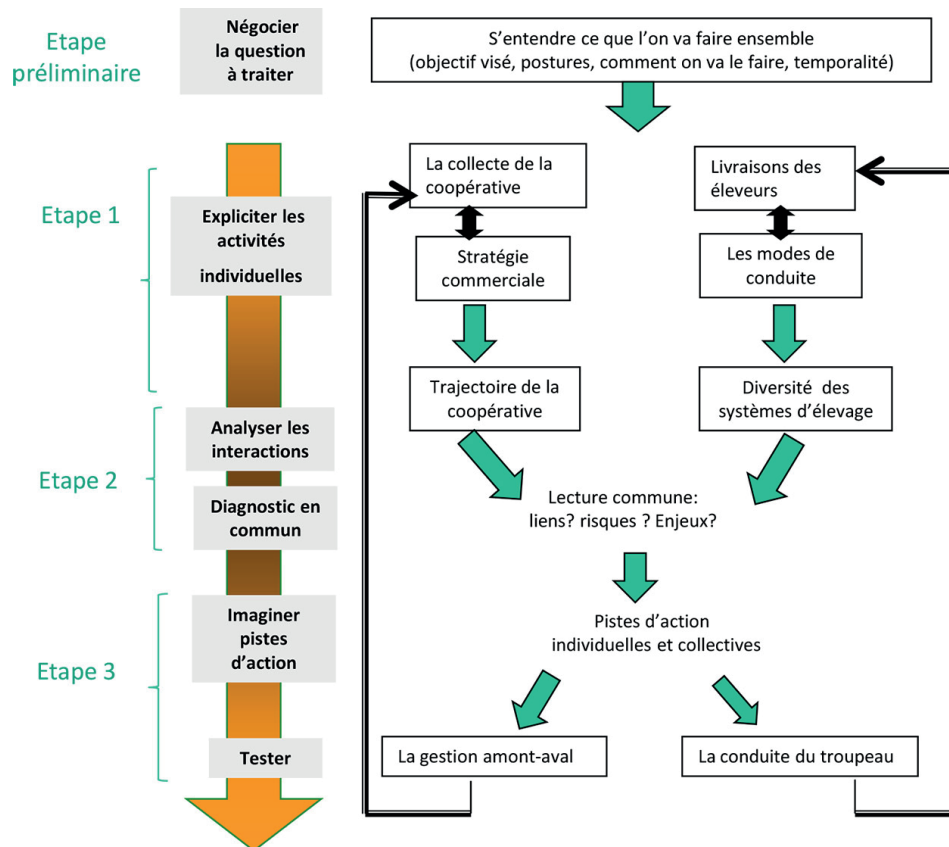 Etape
préliminaire
Négocier
la question
à traiter
S'entendre ce que l'on va faire ensemble
(objectif visé, postures, comment on va le faire, temporalité)
Etape 1
Expliciter les
activités
individuelles
La collecte de la
coopérative
Livraisons des
éleveurs
Stratégie
commerciale
Les modes de
conduite
Trajectoire de la
coopérative
Diversité des
systèmes d'élevage
Etape 2
Analyser les
interactions
Diagnostic en
commun
Lecture commune:
liens? risques ? Enjeux?
Etape 3
Imaginer
pistes
d'action
Pistes d'action
individuelles et collectives
Tester
La gestion amont-aval
La conduite du troupeau